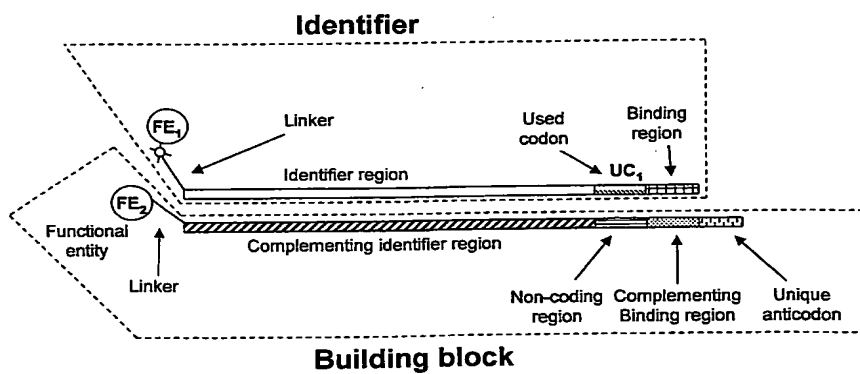 Identifier
FE1
Linker
Used
codon
Binding
region
UC1
Identifier region
FE2
Functional
entity
Complementing identifier region
Linker
Non-coding
region
Complementing
Binding region
Unique
anticodon
Building block